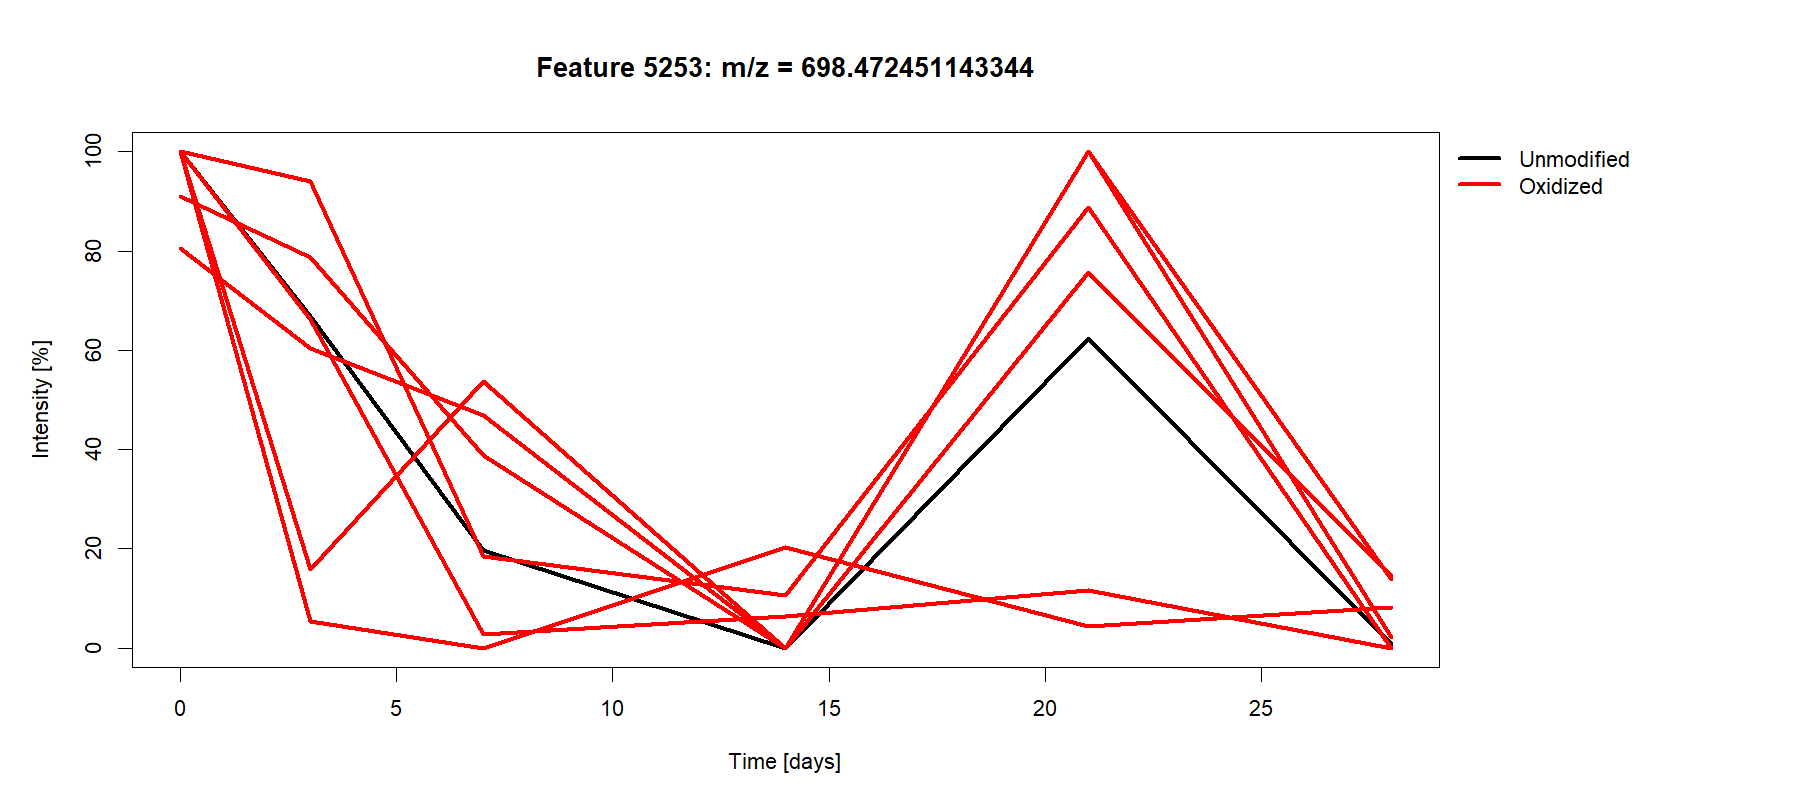 Feature 5253: m/z = 698.472451143344
Unmodified
Oxidized
Intensity [%]
100
80
60
40
20
0
0 5 10 15 20 25
Time [days]